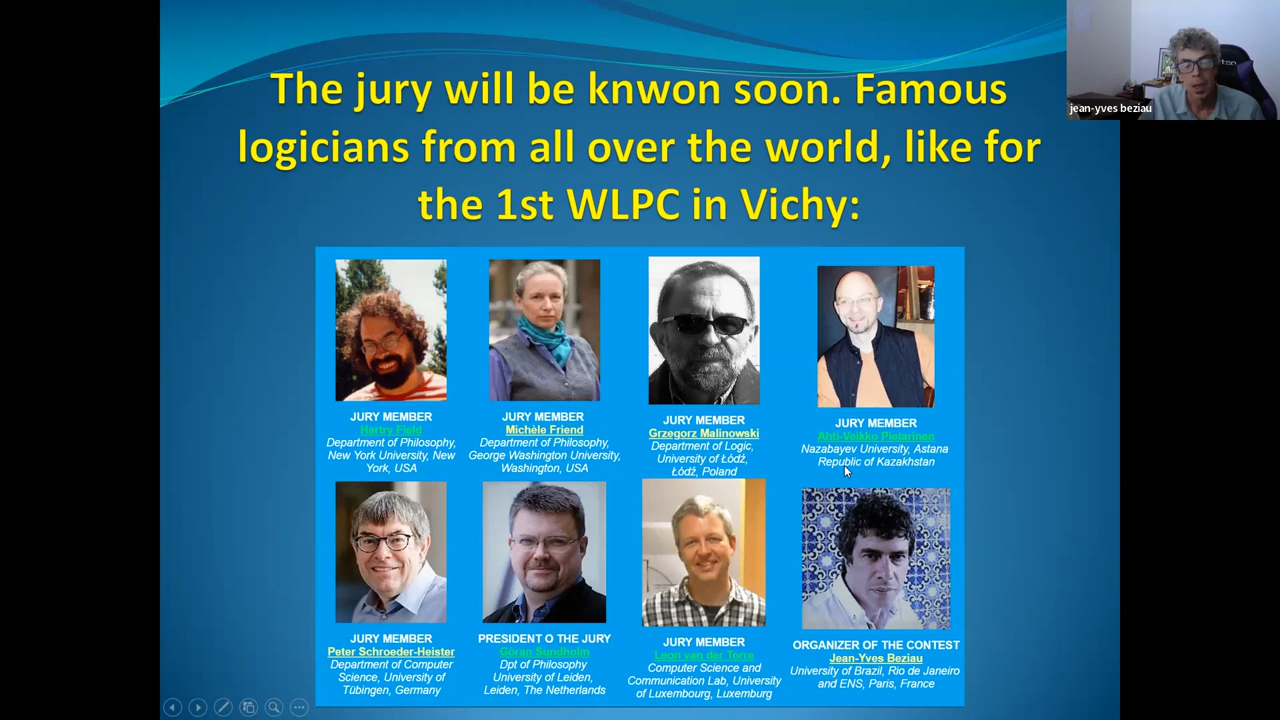 The jury will be knwon soon. Famous
logicians from all over the world, like for
the 1st WLPC in Vichy:
jean-yves beziau
JURY MEMBER
Hartry Field
Department of Philosophy,
New York University, New
York, USA
JURY MEMBER
Michèle Friend
Department of Philosophy,
George Washington University,
Washington, USA
JURY MEMBER
Grzegorz Malinowski
Department of Logic,
University of Łódź,
Łódź, Poland
JURY MEMBER
Ahti-Veikko Pietarinen
Nazabayev University, Astana
Republic of Kazakhstan
JURY MEMBER
Peter Schroeder-Heister
Department of Computer
Science, University of
Tübingen, Germany
PRESIDENT O THE JURY
Göran Sundholm
Dpt of Philosophy
University of Leiden,
Leiden, The Netherlands
JURY MEMBER
Leon van der Torre
Computer Science and
Communication Lab, University
of Luxembourg, Luxemburg
ORGANIZER OF THE CONTEST
Jean-Yves Beziau
University of Brazil, Rio de Janeiro
and ENS, Paris, France